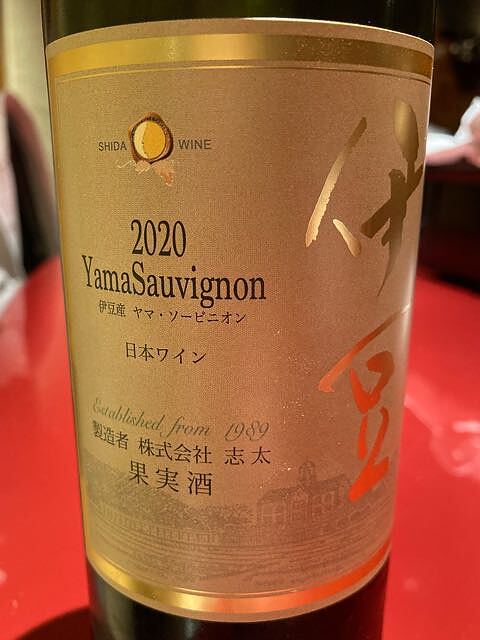 SHIDA WINE
伊豆
2020
YamaSauvignon
伊豆産 ヤマ・ソービニオン
日本ワイン
Established from 1989
製造者 株式会社 志太
果実酒